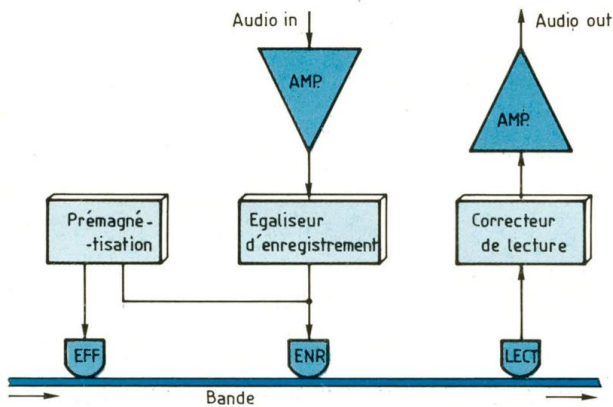 Audio in
Audio out
AMP.
AMP.
Prémagné-
-tisation
Egaliseur
d'enregistrement
Correcteur
de lecture
EFF
ENR
LECT
Bande